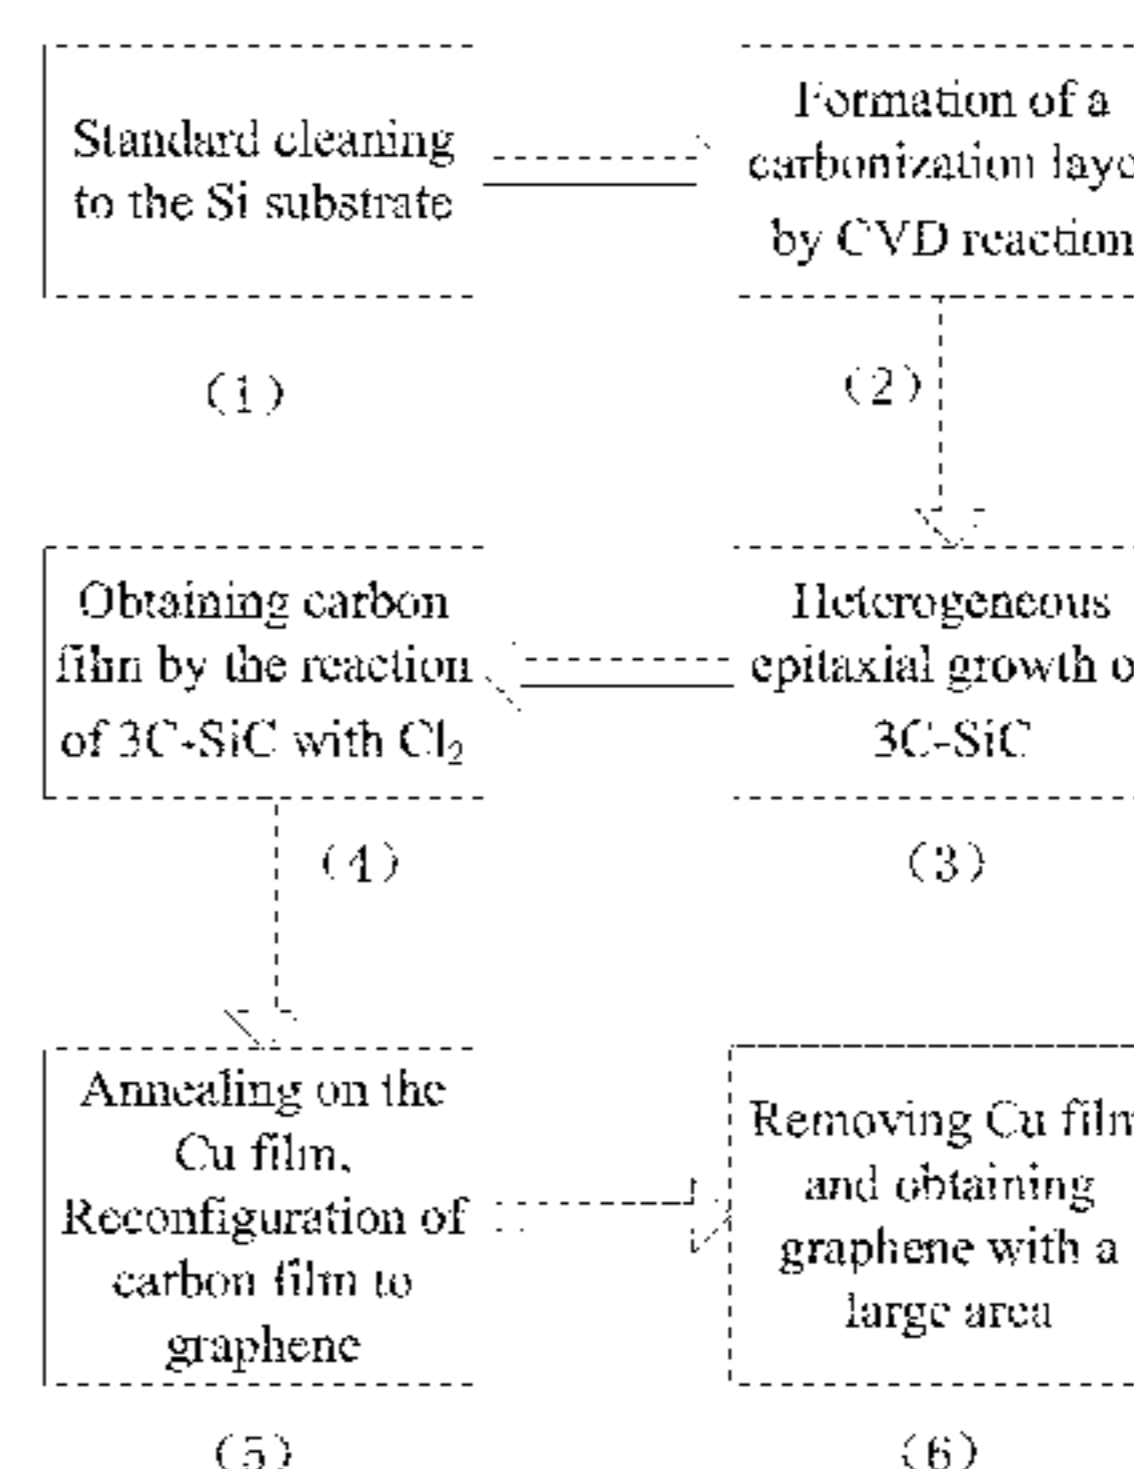 Standard cleaning
to the Si substrate
(1)
Formation of a
carbonization laye
by CVD reaction
(2)
Heterogeneous
epitaxial growth o
3C-SiC
(3)
Obtaining carbon
film by the reaction
of 3C-SiC with Cl₂
(4)
Annealing on the
Cu film,
Reconfiguration of
carbon film to
graphene
(5)
Removing Cu film
and obtaining
graphene with a
large area
(6)